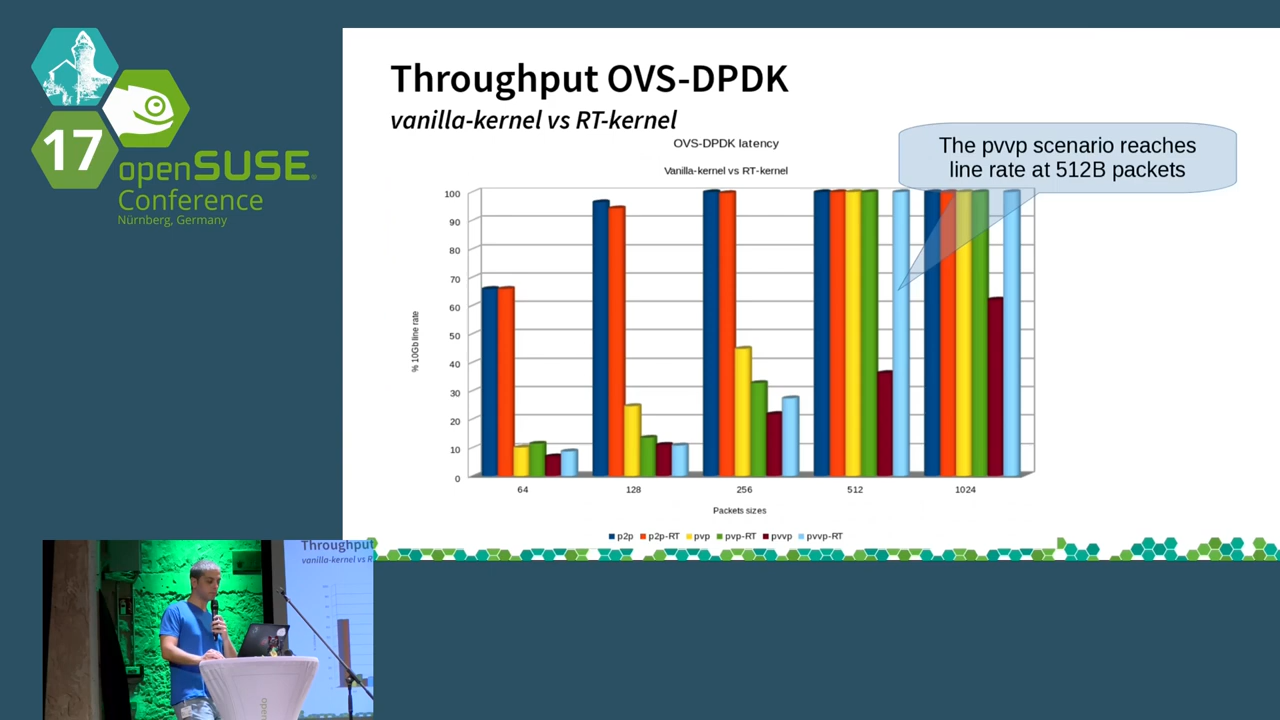 17
openSUSE
Conference
Nürnberg, Germany
Throughput OVS-DPDK
vanilla-kernel vs RT-kernel
OVS-DPDK latency
Vanilla-kernel vs RT-kernel
The pvvp scenario reaches
line rate at 512B packets
% 10Gb line rate
100
90
80
70
60
50
40
30
20
10
0
64 128 256 512 1024
Packets sizes
p2p p2p-RT pvp pvp-RT pvvp pvvp-RT
Throughput
vanilla-kernel vs R